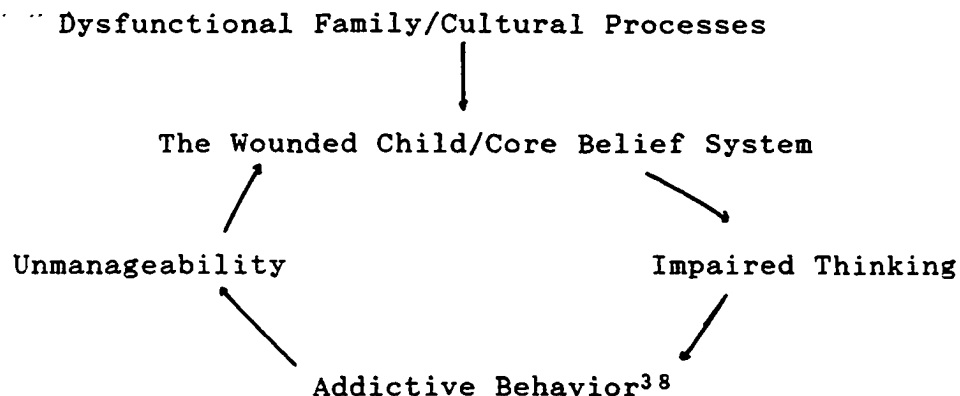 Dysfunctional Family/Cultural Processes
The Wounded Child/Core Belief System
Unmanageability Impaired Thinking
Addictive Behavior³⁸